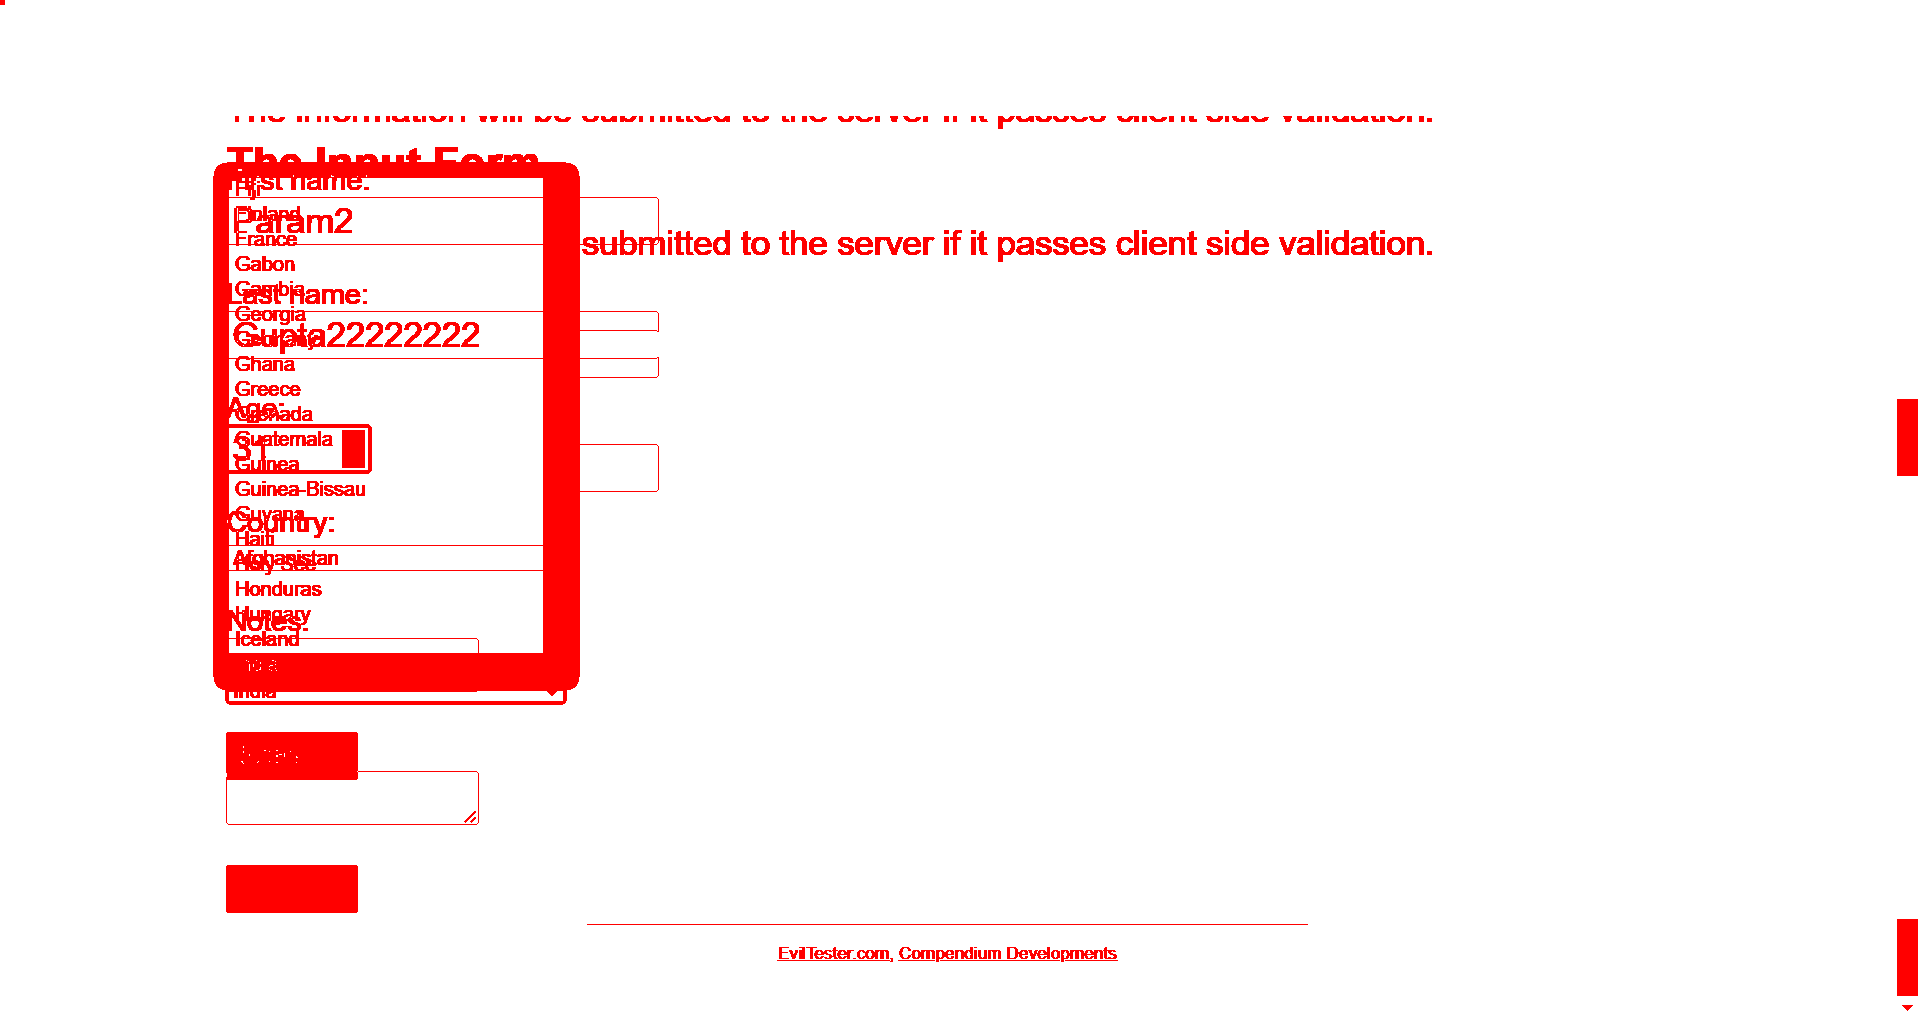 The information will be submitted to the server if it passes client side validation.
The Input Form
First name:
Fiji
Finland
Param2
France
submitted to the server if it passes client side validation.
Gabon
Gambia
Last name:
Georgia
Germany
Gupta22222222
Ghana
Greece
Age:
Grenada
Guatemala
31
Guinea
Guinea-Bissau
Guyana
Country:
Haiti
Afghanistan
Holy See
Honduras
Hungary
Notes:
Iceland
India
India
EvilTester.com, Compendium Developments